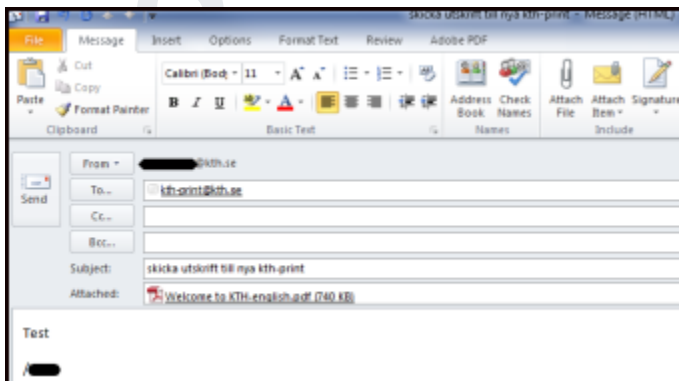 skicka utskrift till nya kth-print - Message (HTML)
File Message Insert Options Format Text Review Adobe PDF
Cut
Copy
Format Painter
Paste
Calibri (Body 11
B I U
Address Book
Check Names
Attach File
Attach Item
Signature
Clipboard Basic Text Names Include
From @kth.se
Send
To... kth-print@kth.se
Cc...
Bcc...
Subject: skicka utskrift till nya kth-print
Attached: Welcome to KTH-english.pdf (740 KB)
Test
/